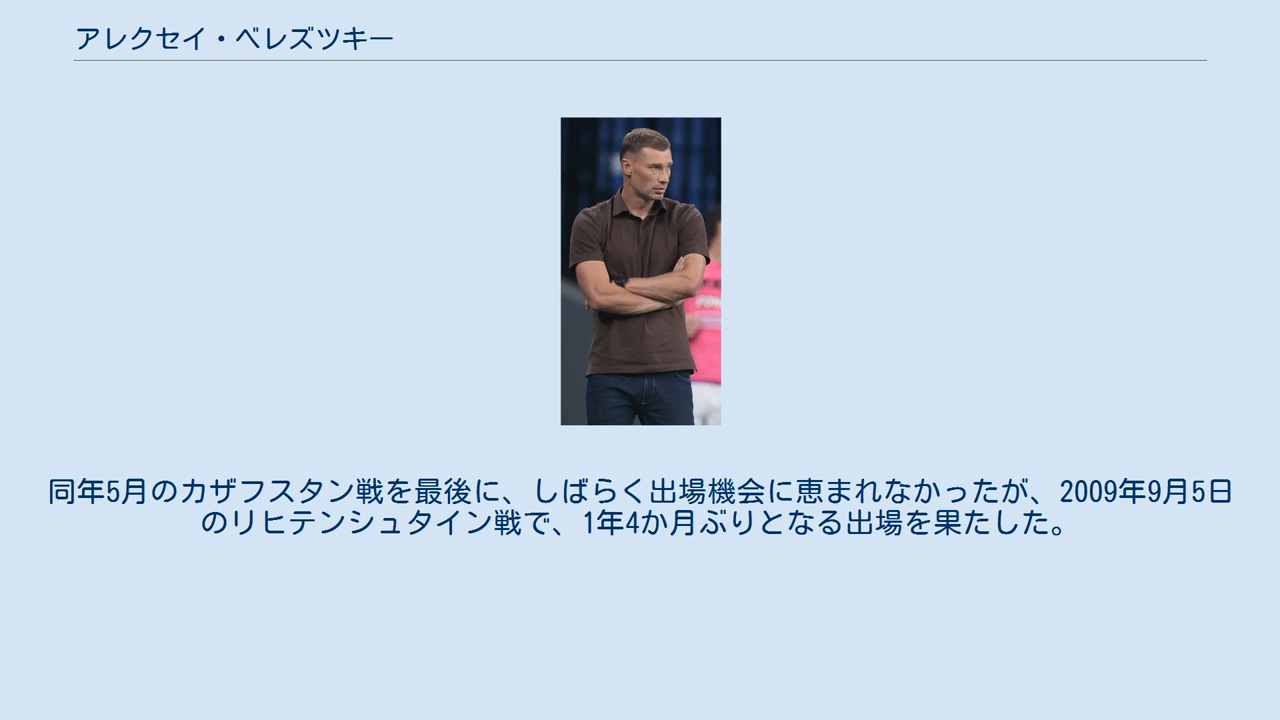 アレクセイ・ベレズツキー
同年5月のカザフスタン戦を最後に、しばらく出場機会に恵まれなかったが、2009年9月5日
のリヒテンシュタイン戦で、1年4か月ぶりとなる出場を果たした。